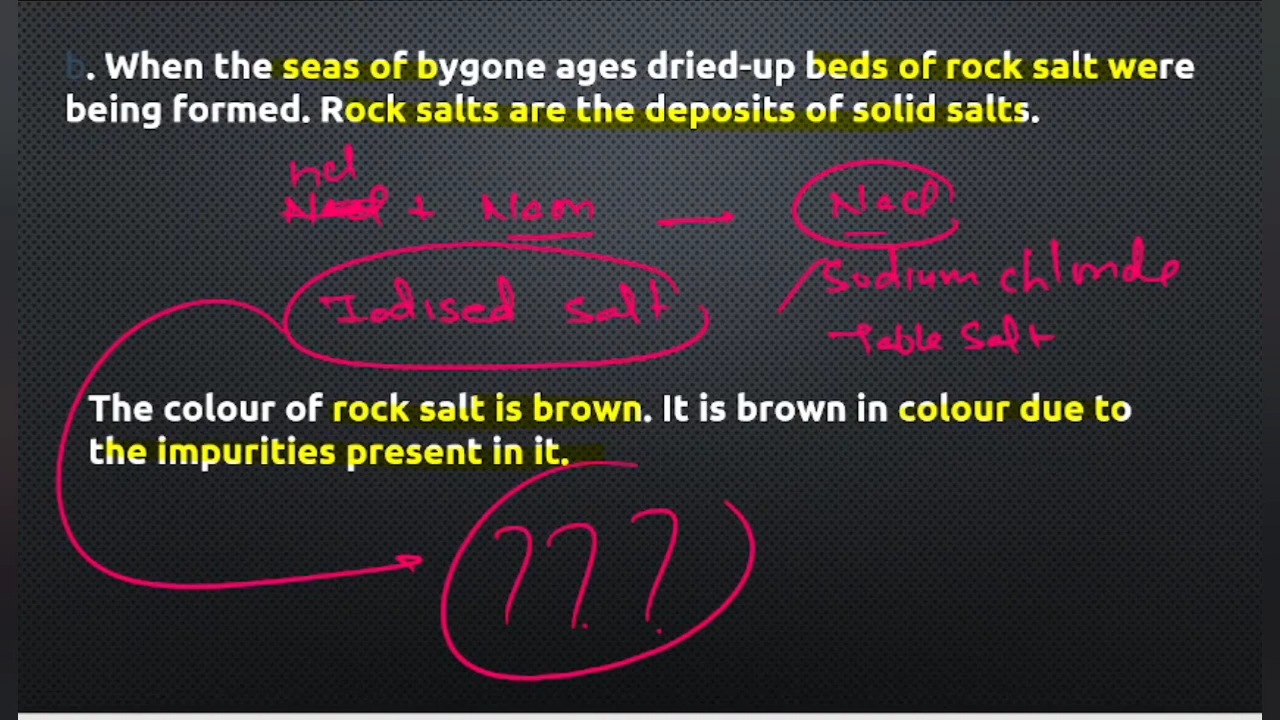 b. When the seas of bygone ages dried-up beds of rock salt were
being formed. Rock salts are the deposits of solid salts.
HCl
+ NaOH → NaCl
Sodium chloride
Iodised salt
Table Salt
The colour of rock salt is brown. It is brown in colour due to
the impurities present in it.
???